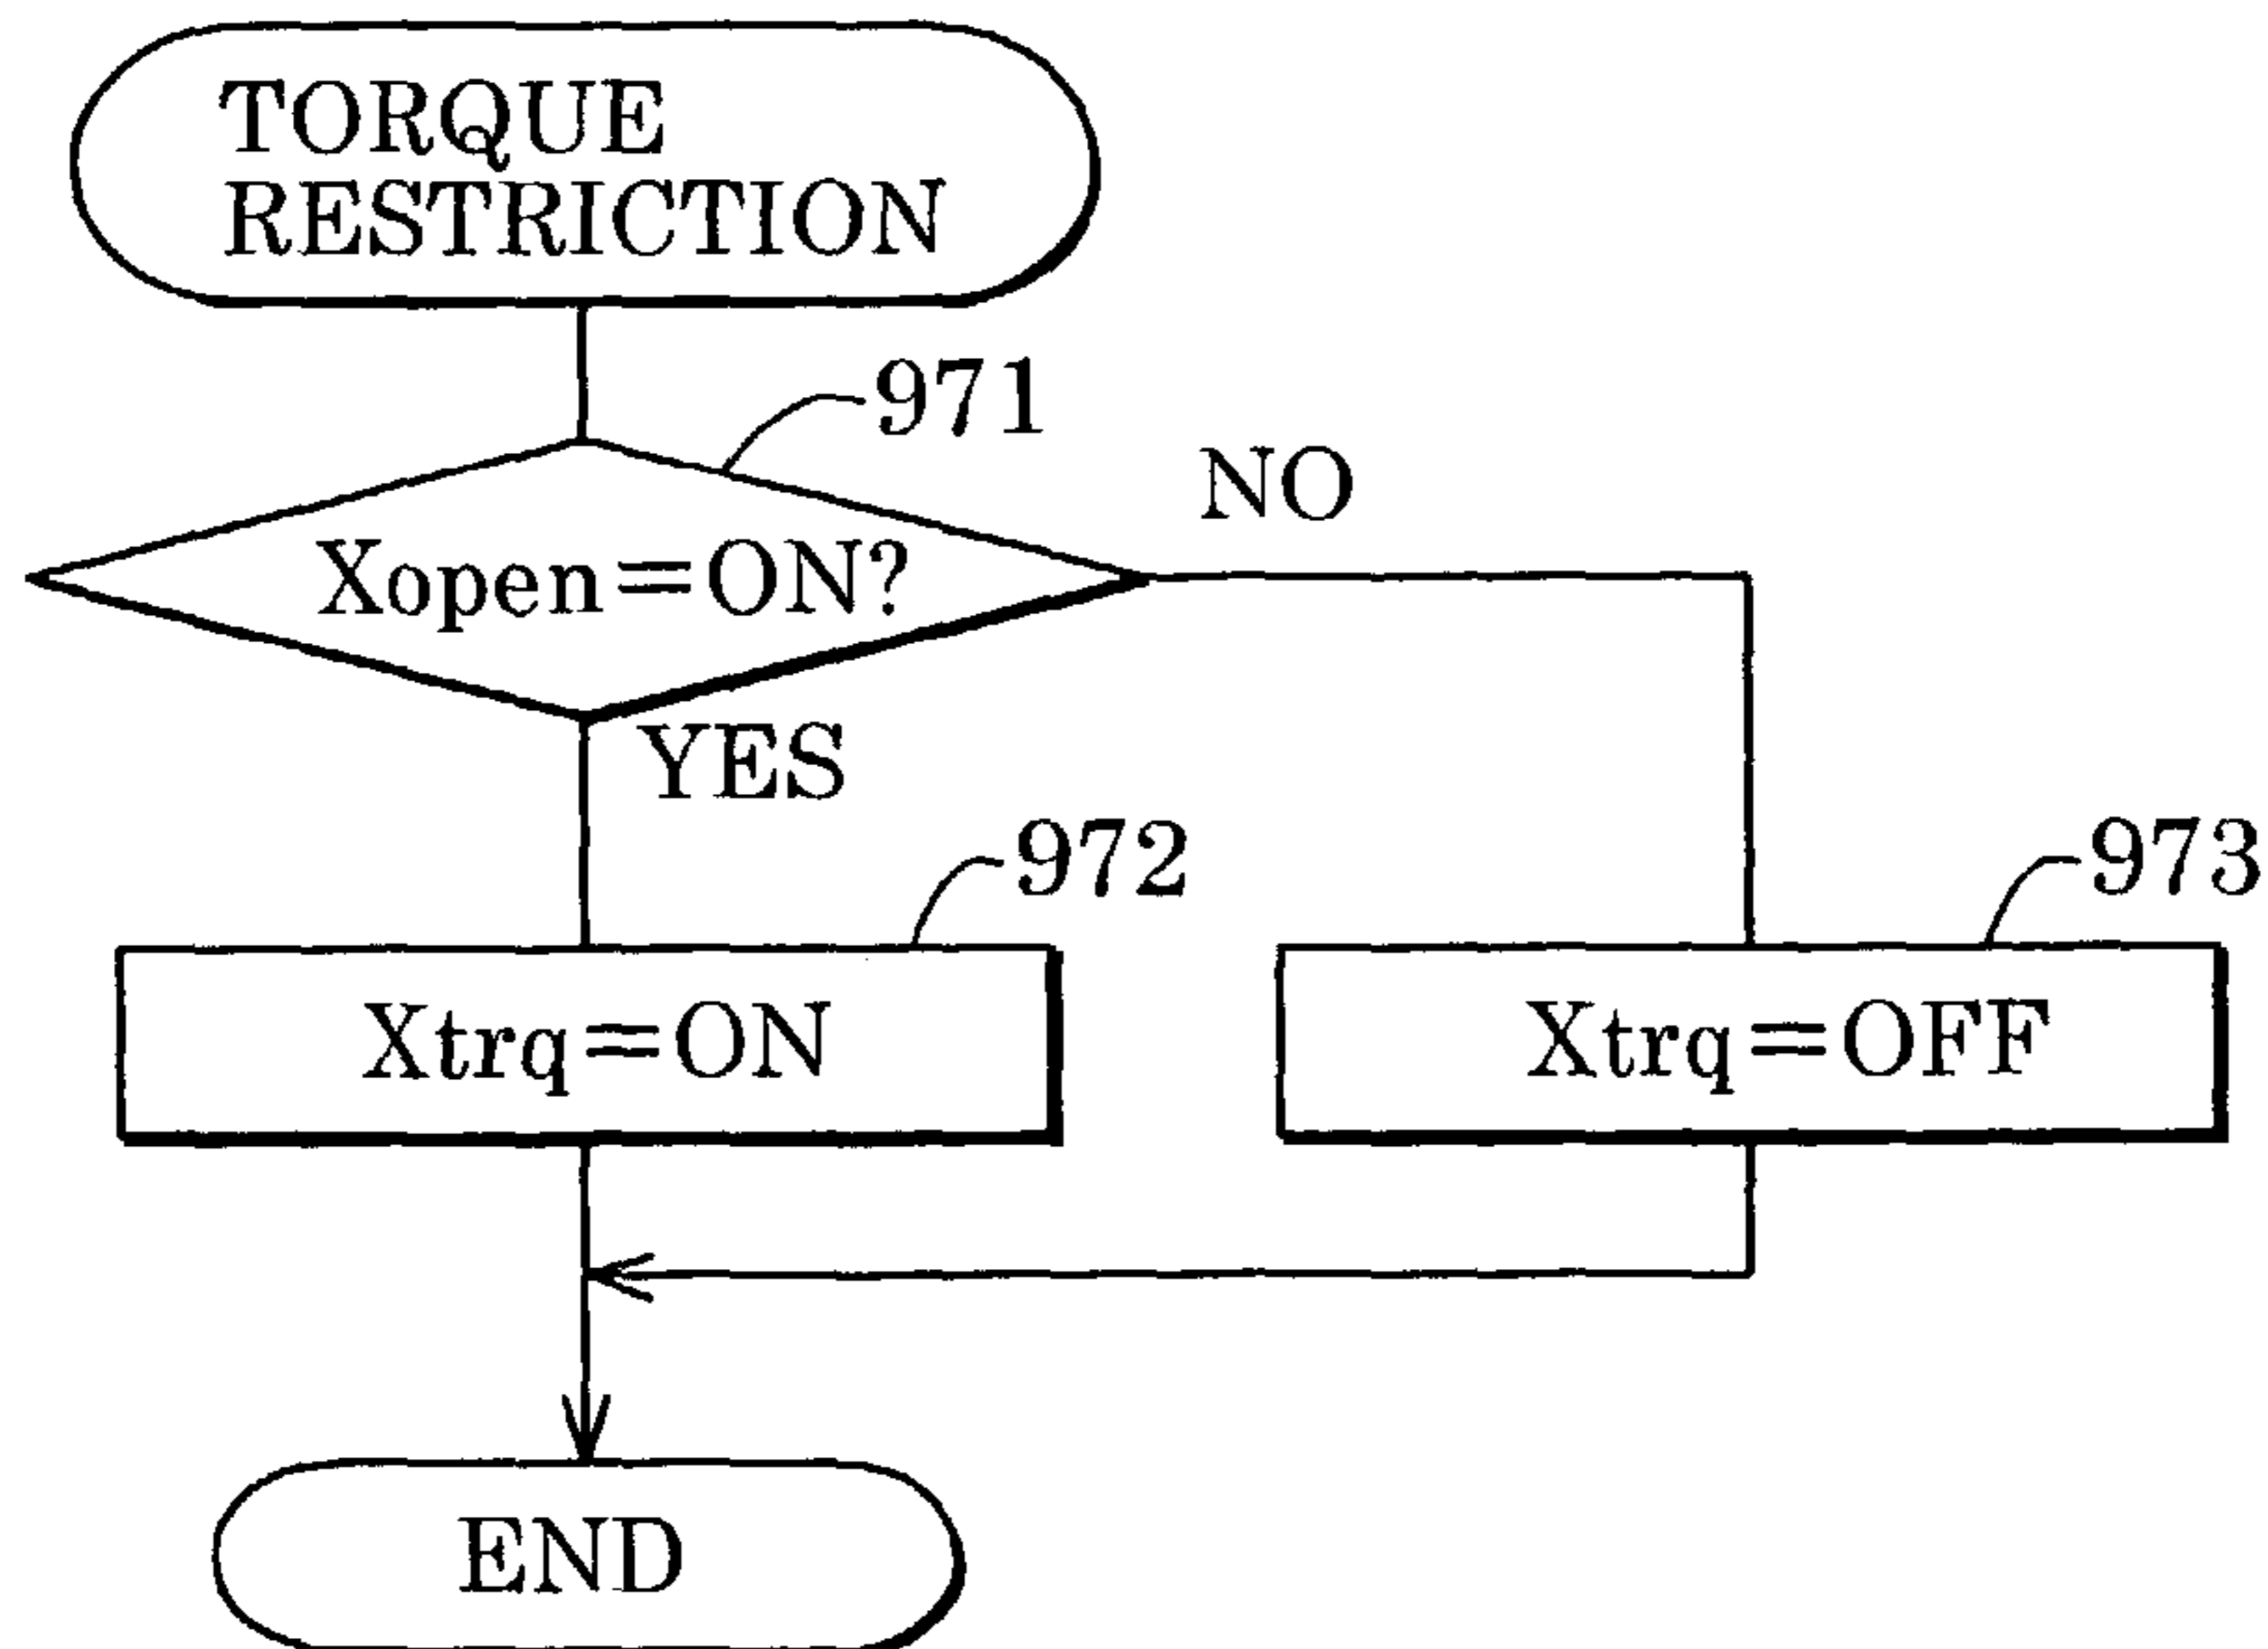 TORQUE
RESTRICTION
971
NO
Xopen=ON?
YES
972
973
Xtrq=ON
Xtrq=OFF
END